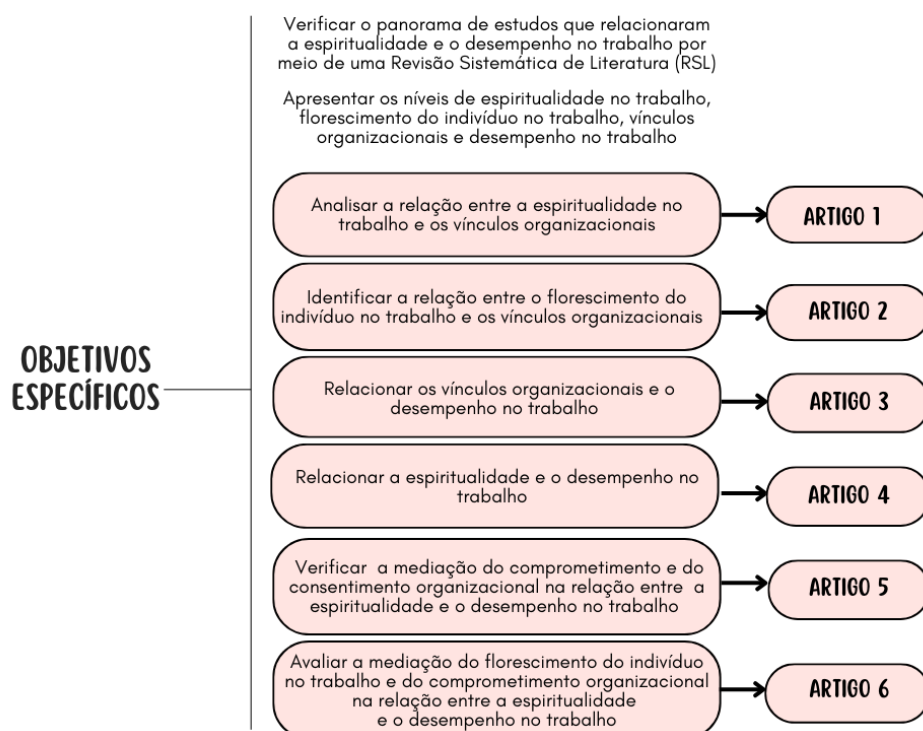 Verificar o panorama de estudos que relacionaram
a espiritualidade e o desempenho no trabalho por
meio de uma Revisão Sistemática de Literatura (RSL)
Apresentar os níveis de espiritualidade no trabalho,
florescimento do indivíduo no trabalho, vínculos
organizacionais e desempenho no trabalho
Analisar a relação entre a espiritualidade no
trabalho e os vínculos organizacionais
ARTIGO 1
Identificar a relação entre o florescimento do
indivíduo no trabalho e os vínculos organizacionais
ARTIGO 2
OBJETIVOS
ESPECÍFICOS
Relacionar os vínculos organizacionais e o
desempenho no trabalho
ARTIGO 3
Relacionar a espiritualidade e o desempenho no
trabalho
ARTIGO 4
Verificar a mediação do comprometimento e do
consentimento organizacional na relação entre a
espiritualidade e o desempenho no trabalho
ARTIGO 5
Avaliar a mediação do florescimento do indivíduo
no trabalho e do comprometimento organizacional
na relação entre a espiritualidade
e o desempenho no trabalho
ARTIGO 6